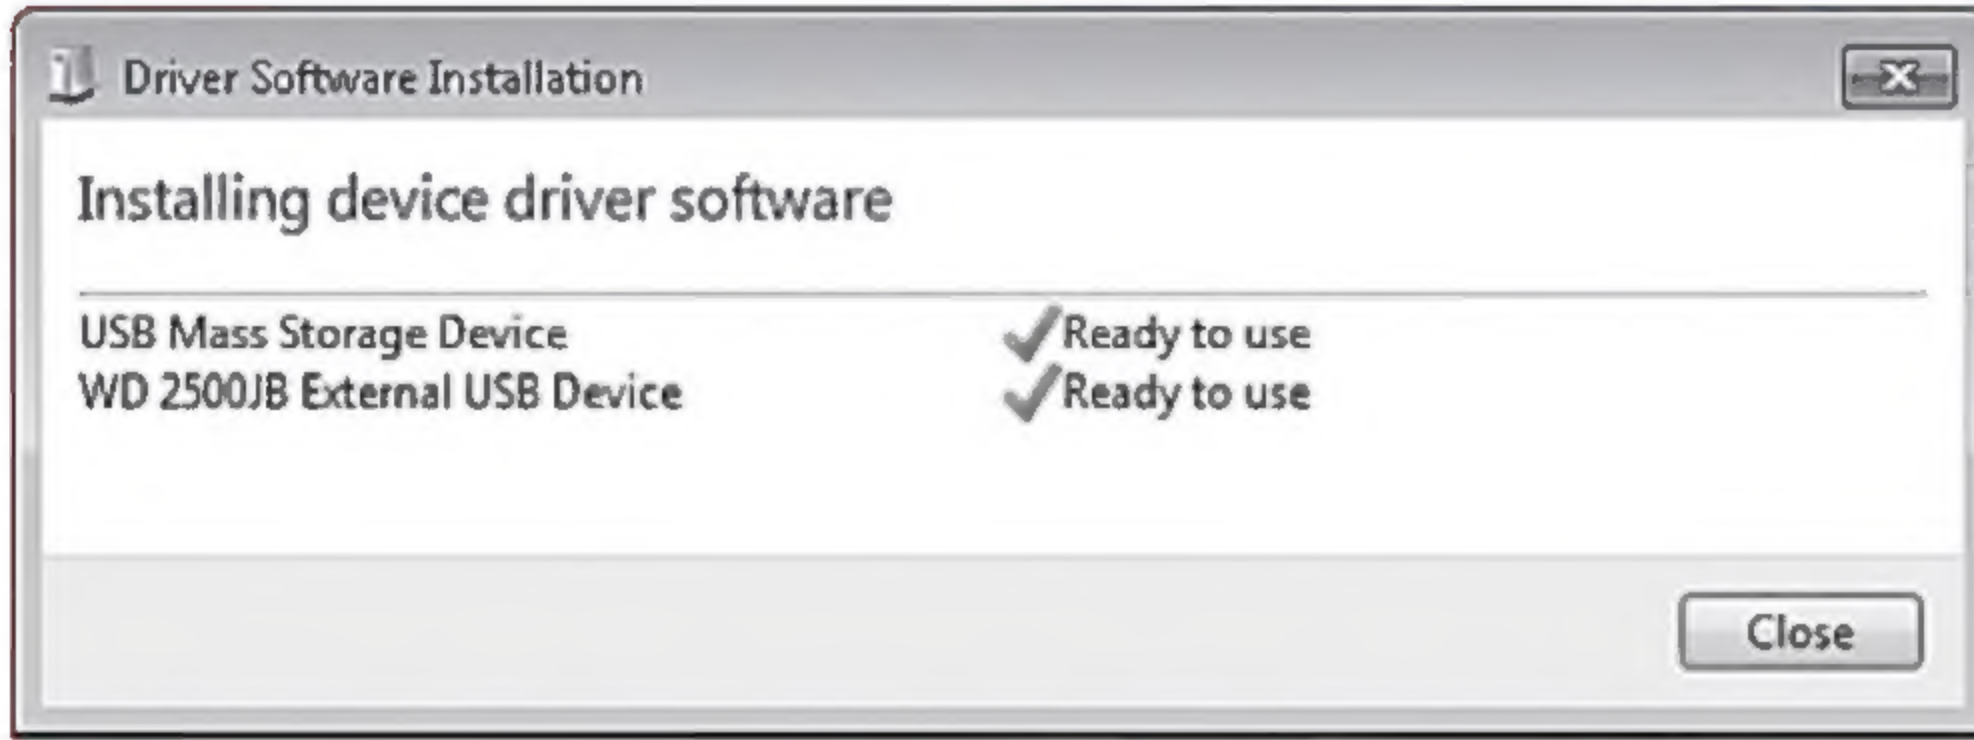 Driver Software Installation
Installing device driver software
USB Mass Storage Device Ready to use
WD 2500JB External USB Device Ready to use
Close